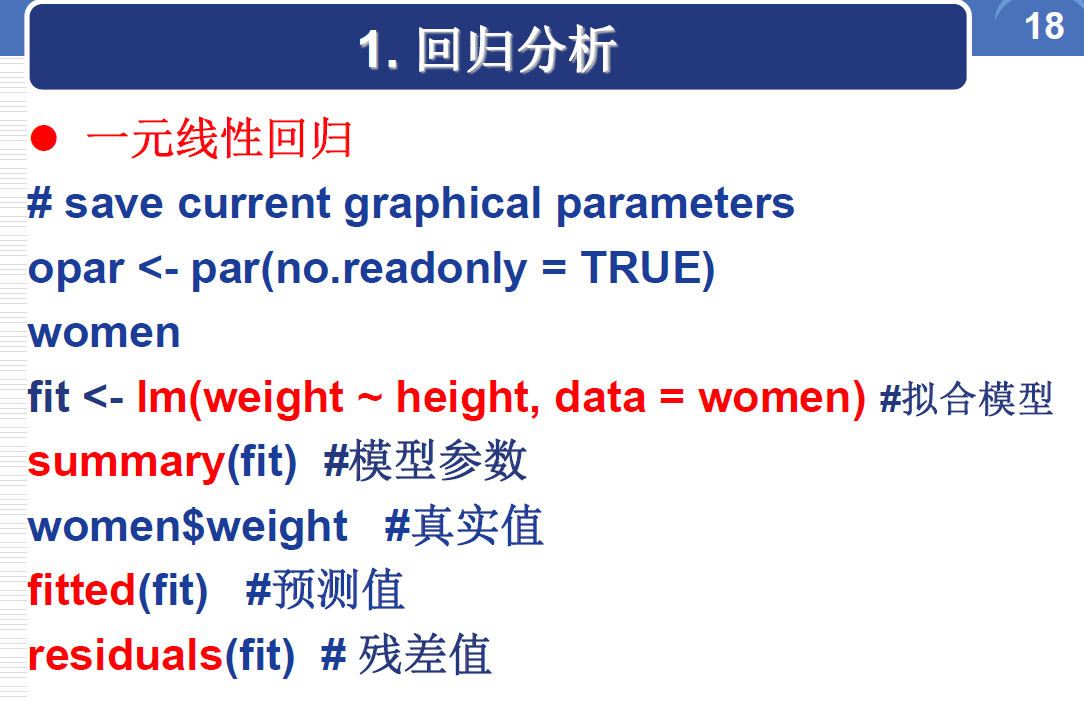 1. 回归分析
18
一元线性回归
# save current graphical parameters
opar <- par(no.readonly = TRUE)
women
fit <- lm(weight ~ height, data = women) #拟合模型
summary(fit) #模型参数
women$weight #真实值
fitted(fit) #预测值
residuals(fit) # 残差值